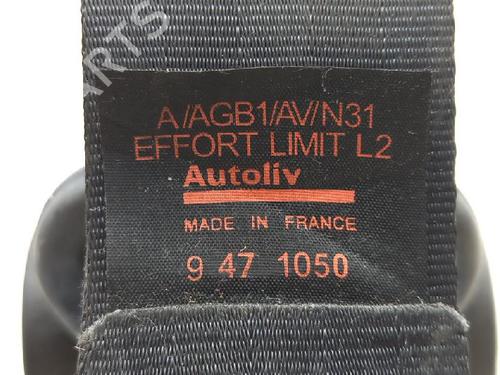 A/AGB1/AV/N31
EFFORT LIMIT L2
Autoliv
MADE IN FRANCE
9 47 1050